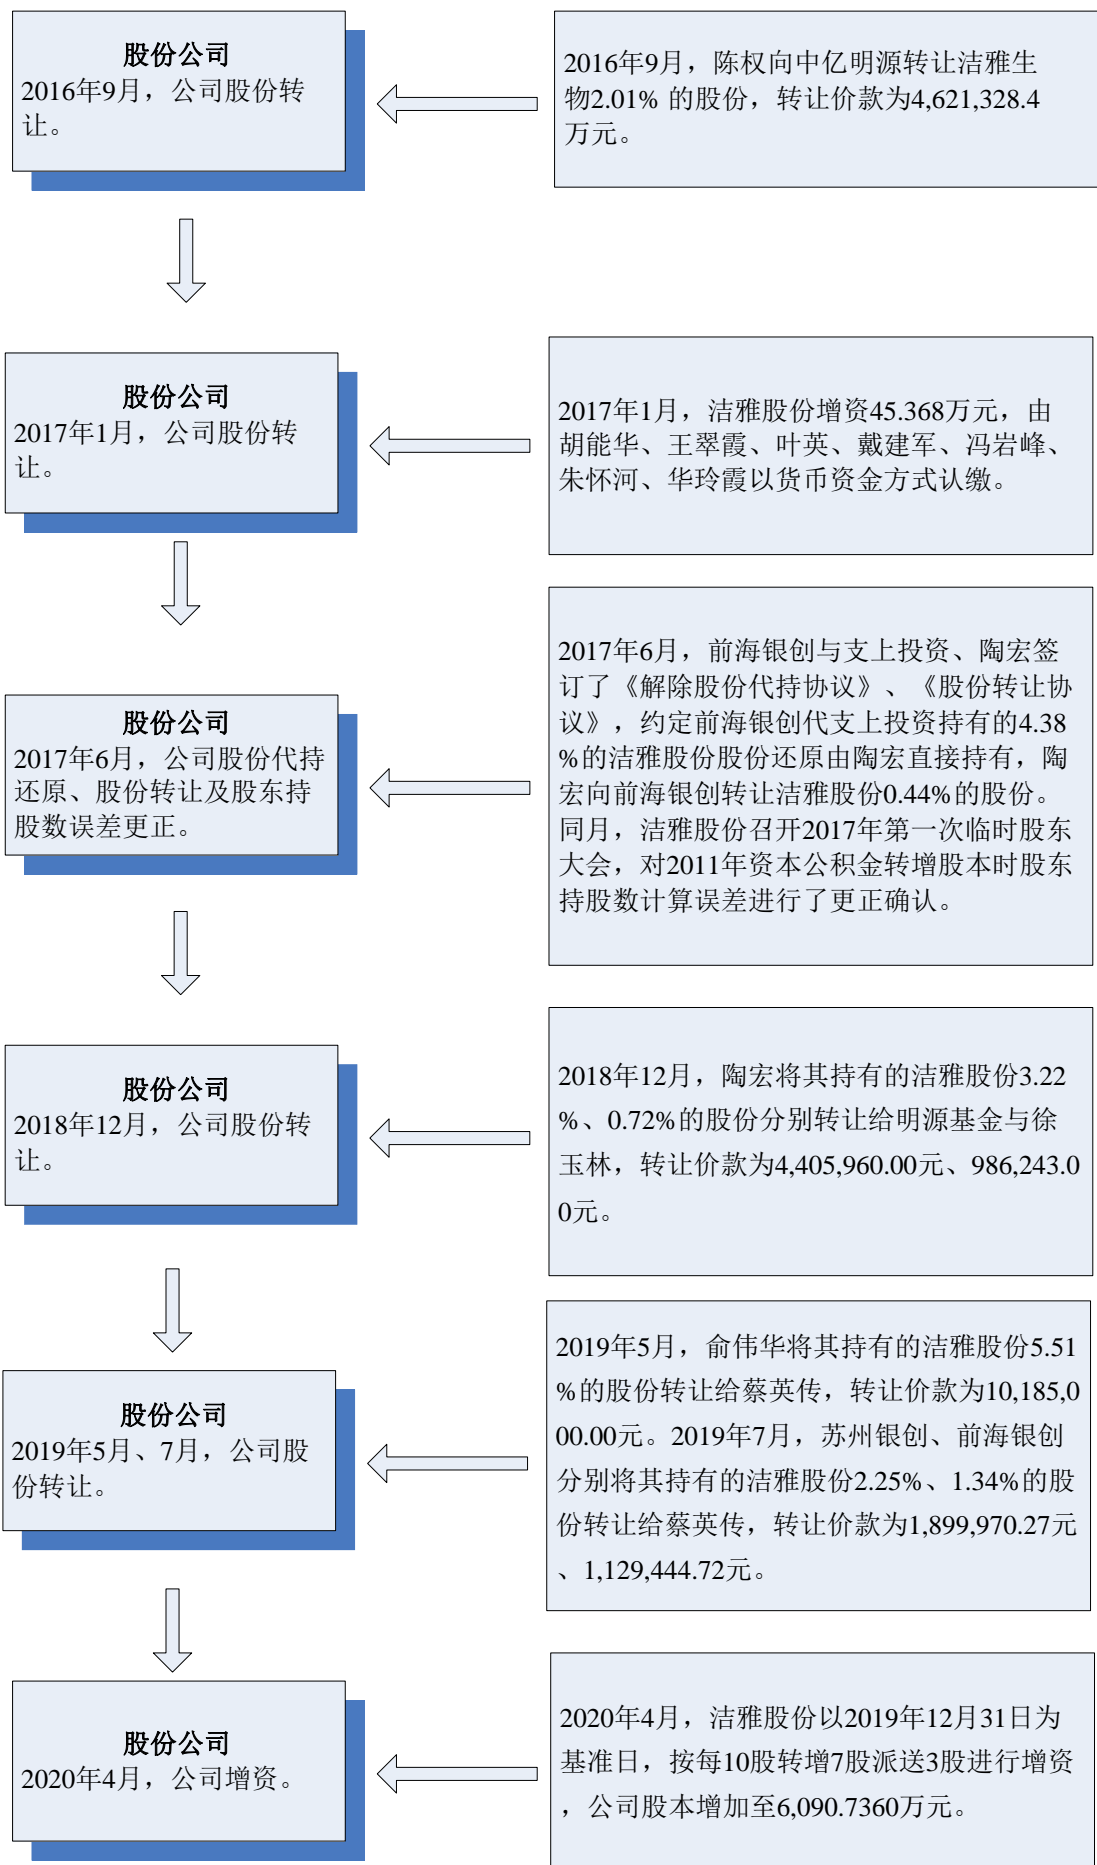 股份公司
2016年9月，公司股份转
让。
2016年9月，陈权向中亿明源转让洁雅生
物2.01% 的股份，转让价款为4,621,328.4
万元。
股份公司
2017年1月，公司股份转
让。
2017年1月，洁雅股份增资45.368万元，由
胡能华、王翠霞、叶英、戴建军、冯岩峰、
朱怀河、华玲霞以货币资金方式认缴。
股份公司
2017年6月，公司股份代持
还原、股份转让及股东持
股数误差更正。
2017年6月，前海银创与支上投资、陶宏签
订了《解除股份代持协议》、《股份转让协
议》，约定前海银创代支上投资持有的4.38
%的洁雅股份股份还原由陶宏直接持有，陶
宏向前海银创转让洁雅股份0.44%的股份。
同月，洁雅股份召开2017年第一次临时股东
大会，对2011年资本公积金转增股本时股东
持股数计算误差进行了更正确认。
股份公司
2018年12月，公司股份转
让。
2018年12月，陶宏将其持有的洁雅股份3.22
%、0.72%的股份分别转让给明源基金与徐
玉林，转让价款为4,405,960.00元、986,243.0
0元。
股份公司
2019年5月、7月，公司股
份转让。
2019年5月，俞伟华将其持有的洁雅股份5.51
%的股份转让给蔡英传，转让价款为10,185,0
00.00元。2019年7月，苏州银创、前海银创
分别将其持有的洁雅股份2.25%、1.34%的股
份转让给蔡英传，转让价款为1,899,970.27元
、1,129,444.72元。
股份公司
2020年4月，公司增资。
2020年4月，洁雅股份以2019年12月31日为
基准日，按每10股转增7股派送3股进行增资
，公司股本增加至6,090.7360万元。